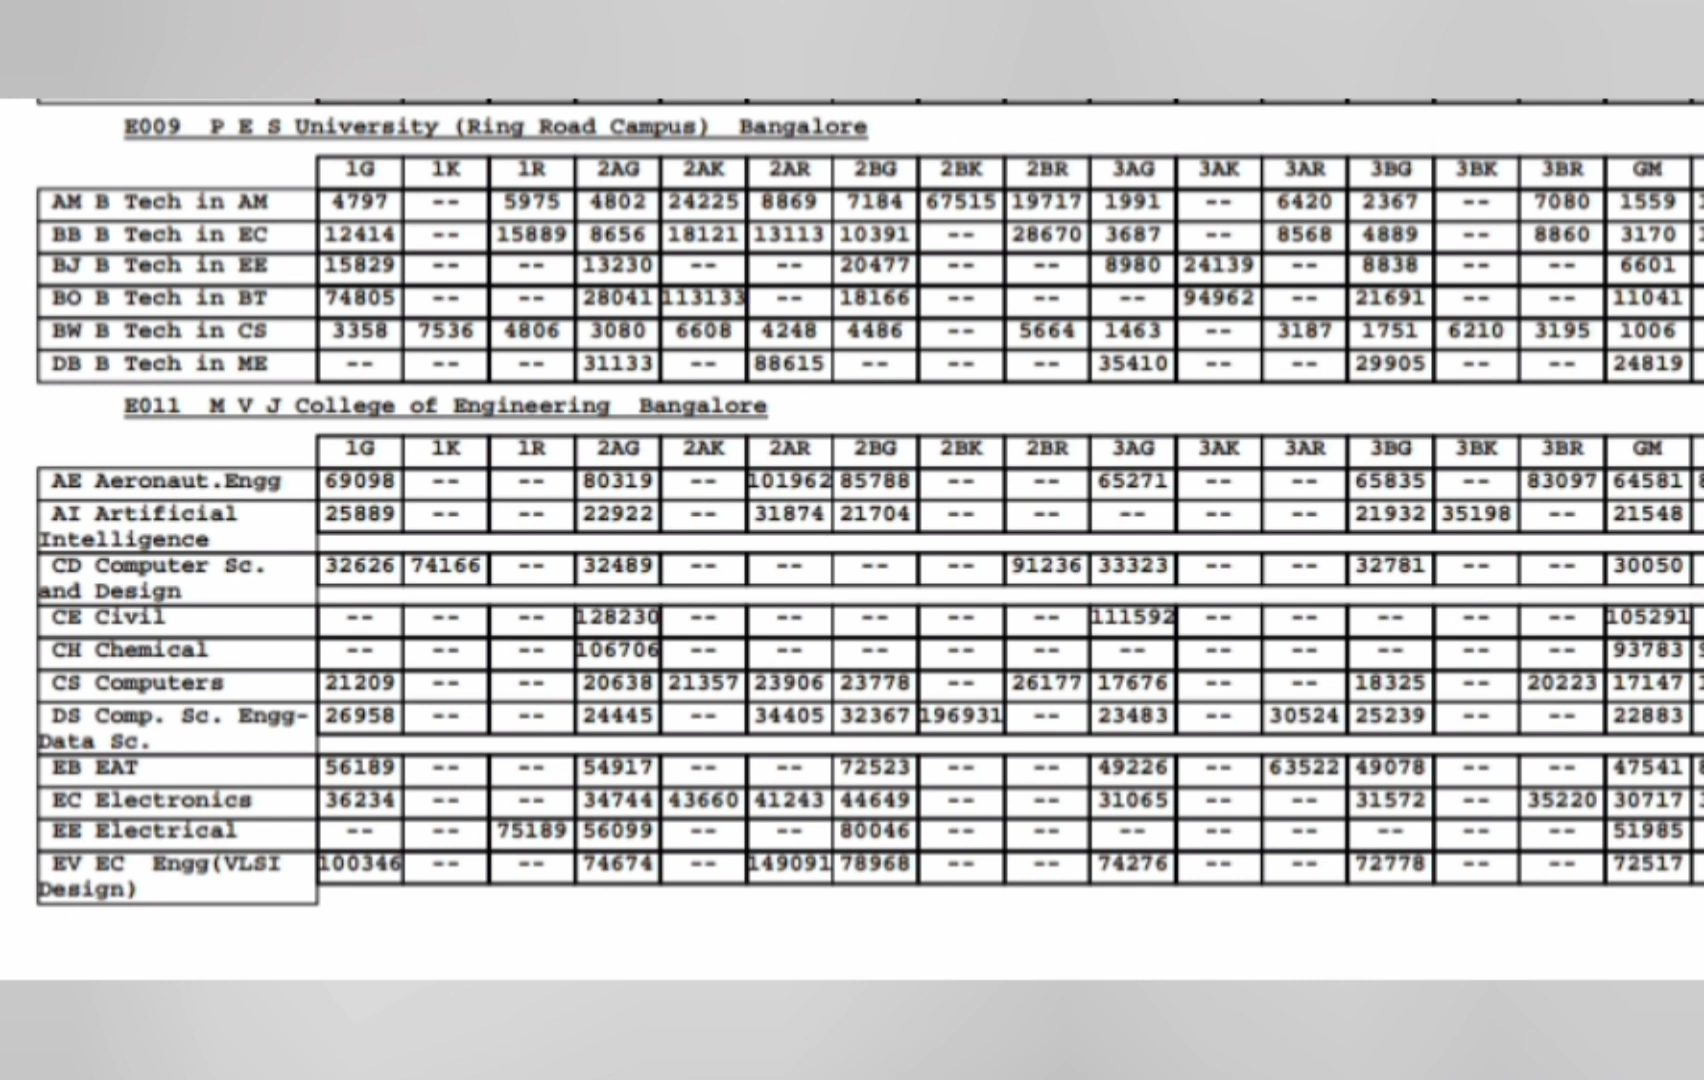 E009 P E S University (Ring Road Campus) Bangalore
1G 1K 1R 2AG 2AK 2AR 2BG 2BK 2BR 3AG 3AK 3AR 3BG 3BK 3BR GM
AM B Tech in AM 4797 -- 5975 4802 24225 8869 7184 67515 19717 1991 -- 6420 2367 -- 7080 1559
BB B Tech in EC 12414 -- 15889 8656 18121 13113 10391 -- 28670 3687 -- 8568 4889 -- 8860 3170
BJ B Tech in EE 15829 -- -- 13230 -- -- 20477 -- -- 8980 24139 -- 8838 -- -- 6601
BO B Tech in BT 74805 -- -- 28041 113133 -- 18166 -- -- -- 94962 -- 21691 -- -- 11041
BW B Tech in CS 3358 7536 4806 3080 6608 4248 4486 -- 5664 1463 -- 3187 1751 6210 3195 1006
DB B Tech in ME -- -- -- 31133 -- 88615 -- -- -- 35410 -- -- 29905 -- -- 24819
E011 M V J College of Engineering Bangalore
1G 1K 1R 2AG 2AK 2AR 2BG 2BK 2BR 3AG 3AK 3AR 3BG 3BK 3BR GM
AE Aeronaut.Engg 69098 -- -- 80319 -- 101962 85788 -- -- 65271 -- -- 65835 -- 83097 64581
AI Artificial 25889 -- -- 22922 -- 31874 21704 -- -- -- -- -- 21932 35198 -- 21548
Intelligence
CD Computer Sc. 32626 74166 -- 32489 -- -- -- -- 91236 33323 -- -- 32781 -- -- 30050
and Design
CE Civil -- -- -- 128230 -- -- -- -- -- 111592 -- -- -- -- -- 105291
CH Chemical -- -- -- 106706 -- -- -- -- -- -- -- -- -- -- -- 93783
CS Computers 21209 -- -- 20638 21357 23906 23778 -- 26177 17676 -- -- 18325 -- 20223 17147
DS Comp. Sc. Engg- 26958 -- -- 24445 -- 34405 32367 196931 -- 23483 -- 30524 25239 -- -- 22883
Data Sc.
EB EAT 56189 -- -- 54917 -- -- 72523 -- -- 49226 -- 63522 49078 -- -- 47541
EC Electronics 36234 -- -- 34744 43660 41243 44649 -- -- 31065 -- -- 31572 -- 35220 30717
EE Electrical -- -- 75189 56099 -- -- 80046 -- -- -- -- -- -- -- -- 51985
EV EC Engg(VLSI 100346 -- -- 74674 -- 149091 78968 -- -- 74276 -- -- 72778 -- -- 72517
Design)